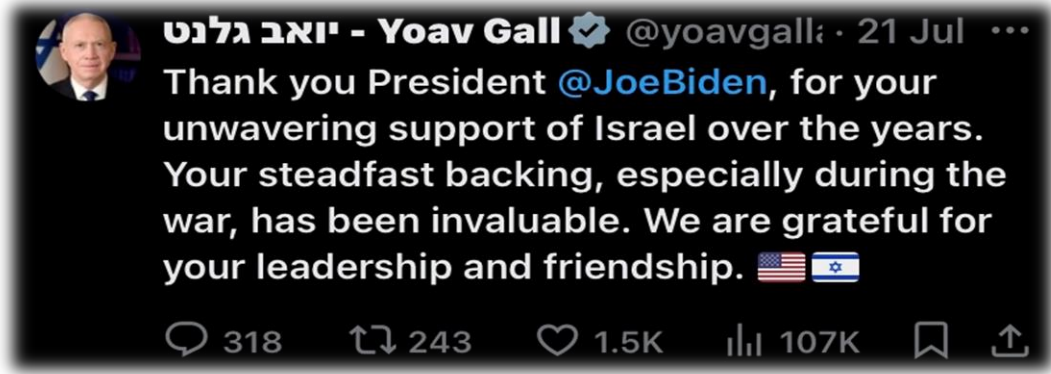 יואב גלנט - Yoav Gall @yoavgall · 21 Jul ...
Thank you President @JoeBiden, for your
unwavering support of Israel over the years.
Your steadfast backing, especially during the
war, has been invaluable. We are grateful for
your leadership and friendship. 🇺🇸🇮🇱
318 243 1.5K 107K